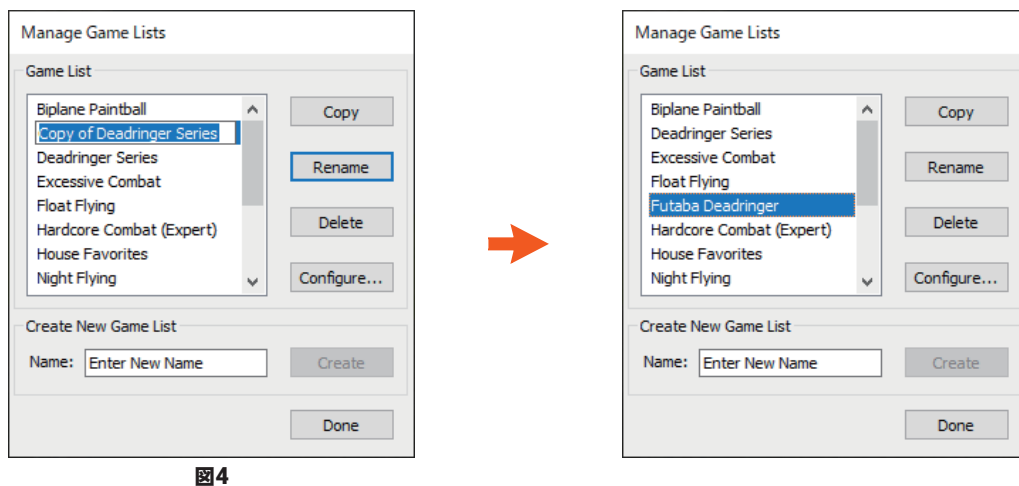 Manage Game Lists
Game List
Biplane Paintball
Copy of Deadringer Series
Deadringer Series
Excessive Combat
Float Flying
Hardcore Combat (Expert)
House Favorites
Night Flying
Copy
Rename
Delete
Configure...
Create New Game List
Name: Enter New Name Create
Done
Manage Game Lists
Game List
Biplane Paintball
Deadringer Series
Excessive Combat
Float Flying
Futaba Deadringer
Hardcore Combat (Expert)
House Favorites
Night Flying
Copy
Rename
Delete
Configure...
Create New Game List
Name: Enter New Name Create
Done
図4